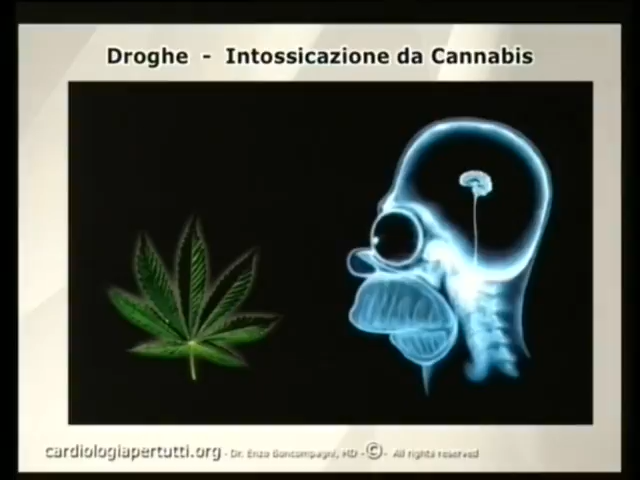 Droghe - Intossicazione da Cannabis
cardiologiapertutti.org - Dr. Enzo Boncompagni, MD - © - All rights reserved